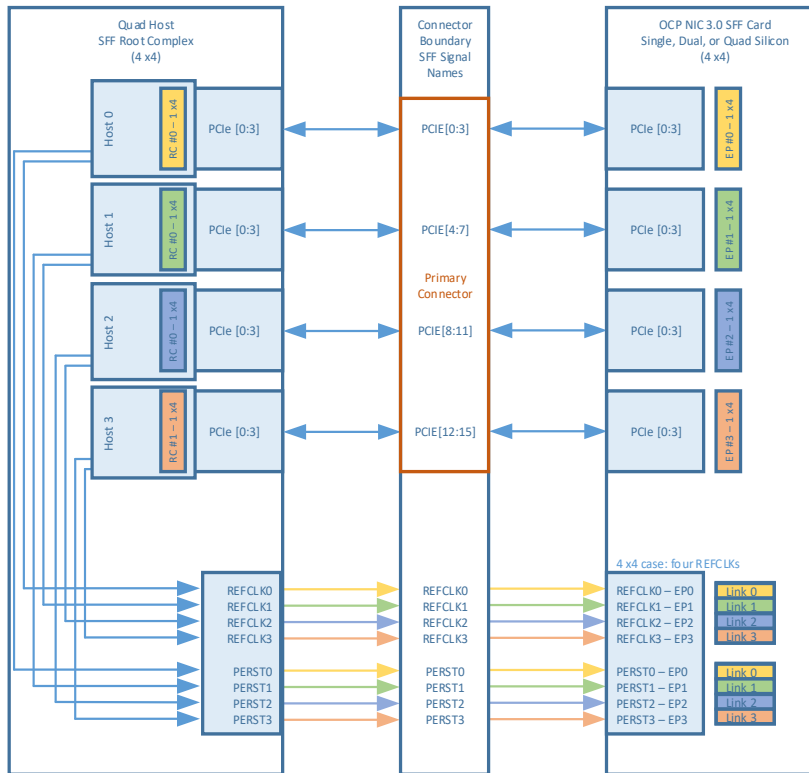 Quad Host
SFF Root Complex
(4 x4)
Connector
Boundary
SFF Signal
Names
OCP NIC 3.0 SFF Card
Single, Dual, or Quad Silicon
(4 x4)
Host 0
RC #0 – 1 x4
PCIe [0:3]
PCIE[0:3]
PCIe [0:3]
EP #0 – 1 x4
Host 1
RC #0 – 1 x4
PCIe [0:3]
PCIE[4:7]
PCIe [0:3]
EP #1 – 1 x4
Primary
Connector
Host 2
RC #0 – 1 x4
PCIe [0:3]
PCIE[8:11]
PCIe [0:3]
EP #2 – 1 x4
Host 3
RC #1 – 1 x4
PCIe [0:3]
PCIE[12:15]
PCIe [0:3]
EP #3 – 1 x4
4 x4 case: four REFCLKs
REFCLK0
REFCLK0
REFCLK0 – EP0
Link 0
REFCLK1
REFCLK1
REFCLK1 – EP1
Link 1
REFCLK2
REFCLK2
REFCLK2 – EP2
Link 2
REFCLK3
REFCLK3
REFCLK3 – EP3
Link 3
PERST0
PERST0
PERST0 – EP0
Link 0
PERST1
PERST1
PERST1 – EP1
Link 1
PERST2
PERST2
PERST2 – EP2
Link 2
PERST3
PERST3
PERST3 – EP3
Link 3